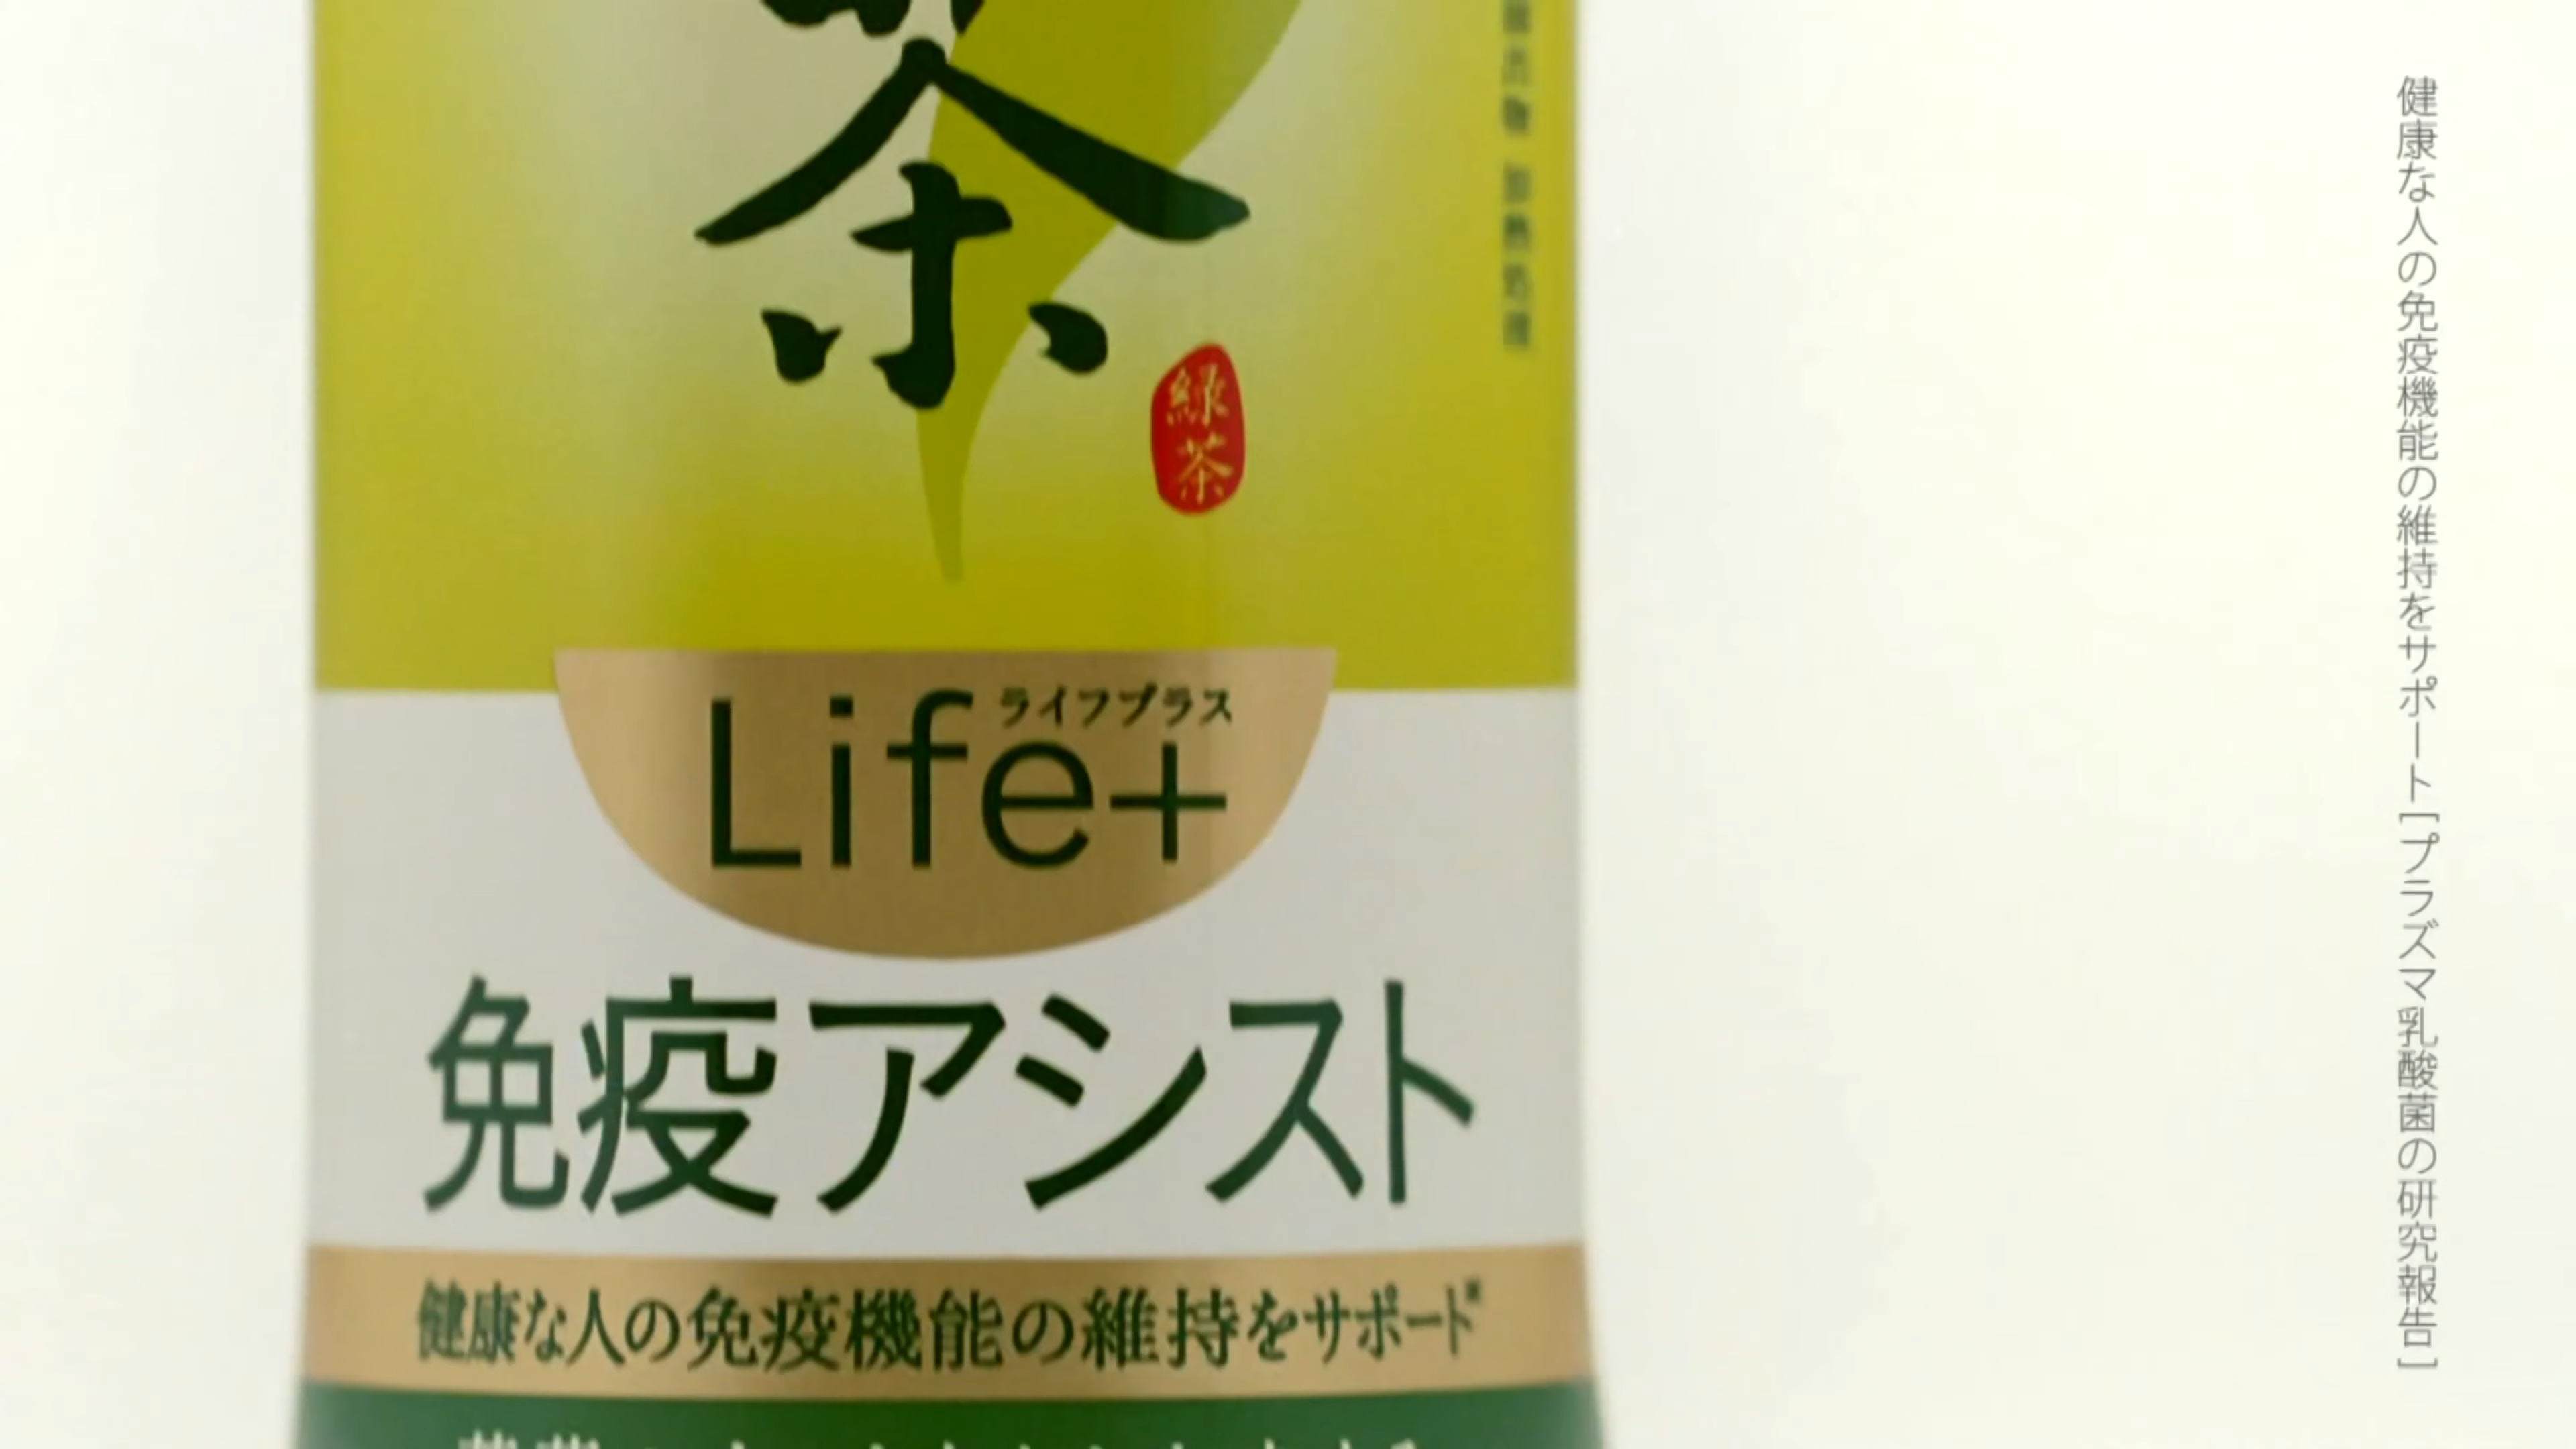 茶
緑茶
ライフプラス
Life+
免疫アシスト
健康な人の免疫機能の維持をサポート※
健康な人の免疫機能の維持をサポート[プラズマ乳酸菌の研究報告]